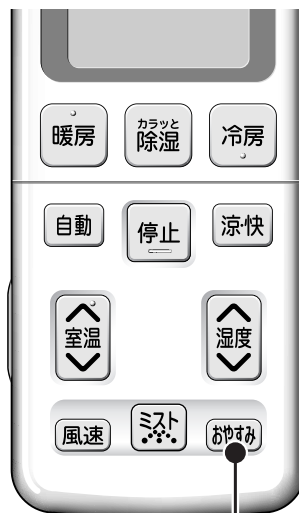 暖房
カラッと
除湿
冷房
自動
停止
涼快
室温
湿度
風速
ミスト
おやすみ